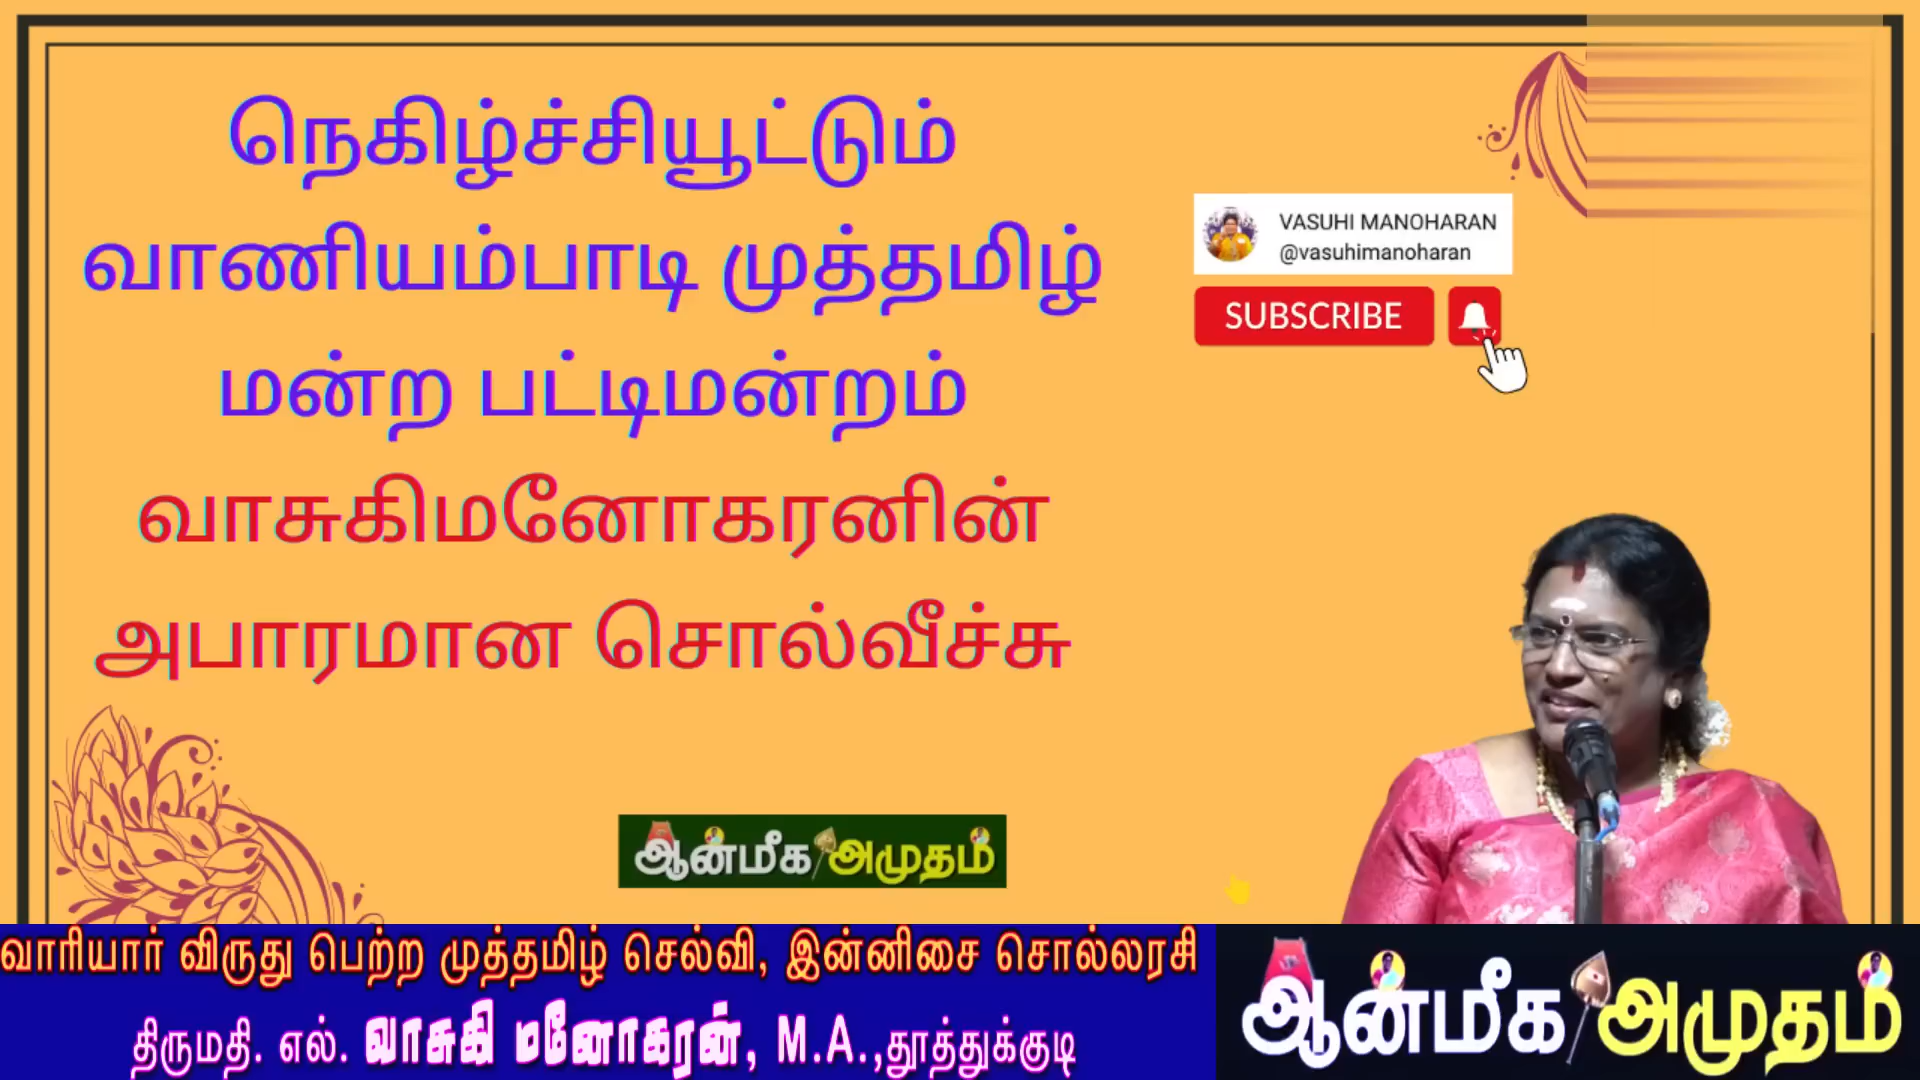 நெகிழ்ச்சியூட்டும்
வாணியம்பாடி முத்தமிழ்
மன்ற பட்டிமன்றம்
வாசுகிமனோகரனின்
அபாரமான சொல்வீச்சு
VASUHI MANOHARAN
@vasuhimanoharan
SUBSCRIBE
ஆன்மீக அமுதம்
வாரியார் விருது பெற்ற முத்தமிழ் செல்வி, இன்னிசை சொல்லரசி
திருமதி. எல். வாசுகி மனோகரன், M.A.,தூத்துக்குடி
ஆன்மீக அமுதம்